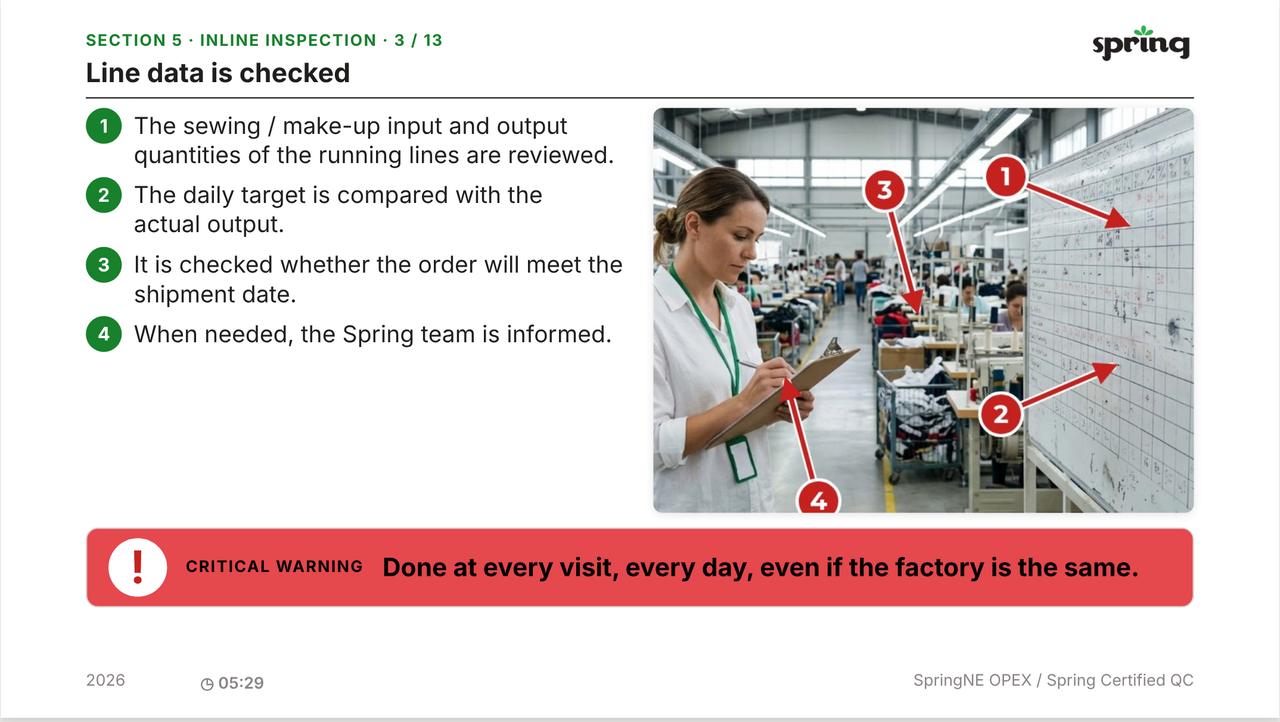 SECTION 5 · INLINE INSPECTION · 3 / 13
spring
Line data is checked
1 The sewing / make-up input and output
quantities of the running lines are reviewed.
2 The daily target is compared with the
actual output.
3 It is checked whether the order will meet the
shipment date.
4 When needed, the Spring team is informed.
3
1
2
4
! CRITICAL WARNING Done at every visit, every day, even if the factory is the same.
2026
05:29
SpringNE OPEX / Spring Certified QC